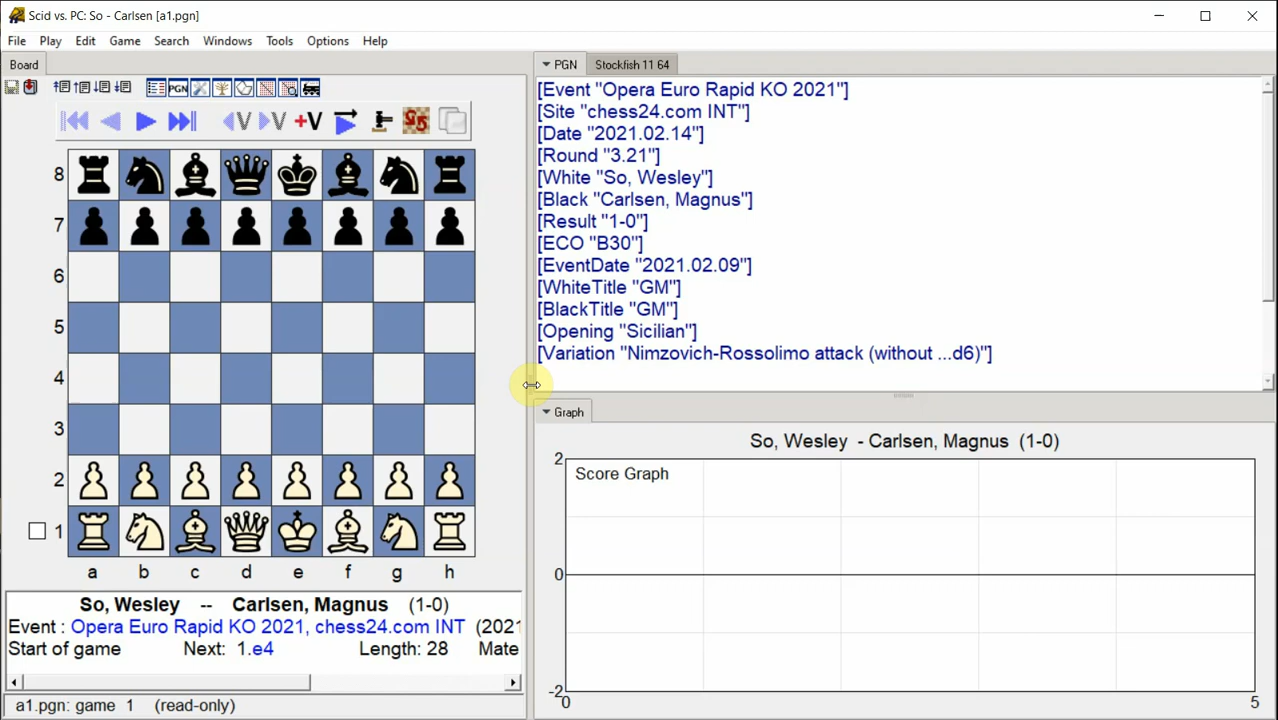 Scid vs. PC: So - Carlsen [a1.pgn]
File Play Edit Game Search Windows Tools Options Help
Board
PGN
V V +V
8
7
6
5
4
3
2
1
a b c d e f g h
So, Wesley -- Carlsen, Magnus (1-0)
Event : Opera Euro Rapid KO 2021, chess24.com INT (2021
Start of game Next: 1.e4 Length: 28 Mate
a1.pgn: game 1 (read-only)
PGN Stockfish 11 64
[Event "Opera Euro Rapid KO 2021"]
[Site "chess24.com INT"]
[Date "2021.02.14"]
[Round "3.21"]
[White "So, Wesley"]
[Black "Carlsen, Magnus"]
[Result "1-0"]
[ECO "B30"]
[EventDate "2021.02.09"]
[WhiteTitle "GM"]
[BlackTitle "GM"]
[Opening "Sicilian"]
[Variation "Nimzovich-Rossolimo attack (without ...d6)"]
Graph
So, Wesley - Carlsen, Magnus (1-0)
2
Score Graph
0
-2
0 5